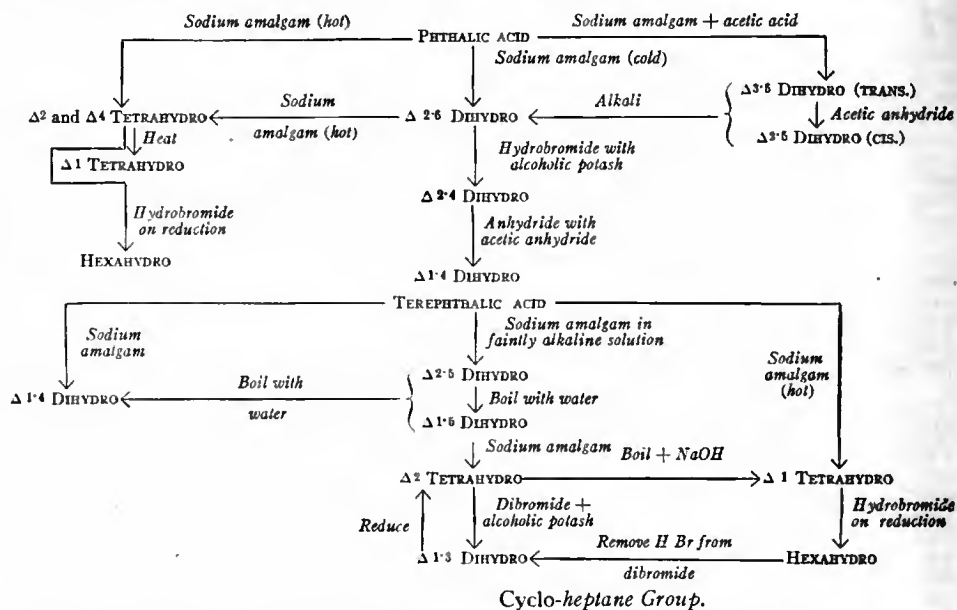 Sodium amalgam (hot)
Sodium amalgam + acetic acid
PHTHALIC ACID
Sodium amalgam (cold)
Δ3·5 DIHYDRO (TRANS.)
Δ2 and Δ4 TETRAHYDRO
Sodium
amalgam (hot)
Δ 2·6 DIHYDRO
Alkali
Acetic anhydride
Δ3·5 DIHYDRO (CIS.)
Heat
Hydrobromide with
alcoholic potash
Δ1 TETRAHYDRO
Δ 2·4 DIHYDRO
Hydrobromide
on reduction
Anhydride with
acetic anhydride
HEXAHYDRO
Δ1·4 DIHYDRO
TEREPHTHALIC ACID
Sodium
amalgam
Sodium amalgam in
faintly alkaline solution
Sodium
amalgam
(hot)
Δ 1·4 DIHYDRO
Boil with
water
Δ2·5 DIHYDRO
Boil with water
Δ1·5 DIHYDRO
Sodium amalgam
Boil + NaOH
Δ2 TETRAHYDRO
Δ 1 TETRAHYDRO
Reduce
Dibromide +
alcoholic potash
Hydrobromide
on reduction
Δ1·3 DIHYDRO
Remove H Br from
dibromide
HEXAHYDRO
Cyclo-heptane Group.